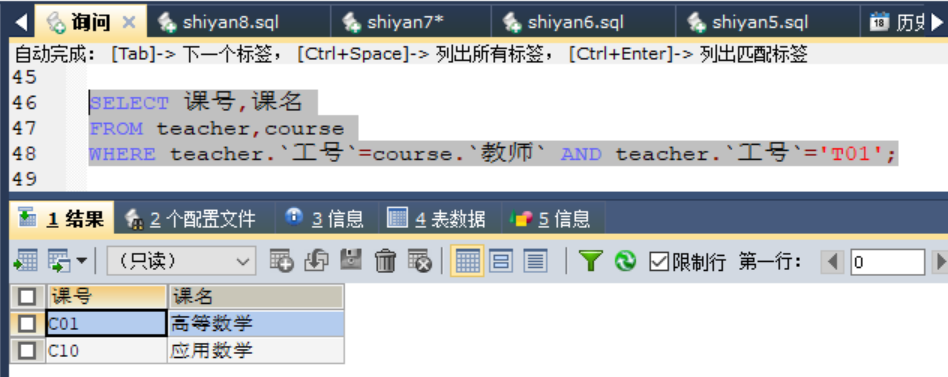 询问 shiyan8.sql shiyan7* shiyan6.sql shiyan5.sql 历史
自动完成: [Tab]-> 下一个标签, [Ctrl+Space]-> 列出所有标签, [Ctrl+Enter]-> 列出匹配标签
45
46 SELECT 课号,课名
47 FROM teacher,course
48 WHERE teacher.`工号`=course.`教师` AND teacher.`工号`='T01';
49
1 结果 2 个配置文件 3 信息 4 表数据 5 信息
(只读) 限制行 第一行: 0
课号 课名
C01 高等数学
C10 应用数学